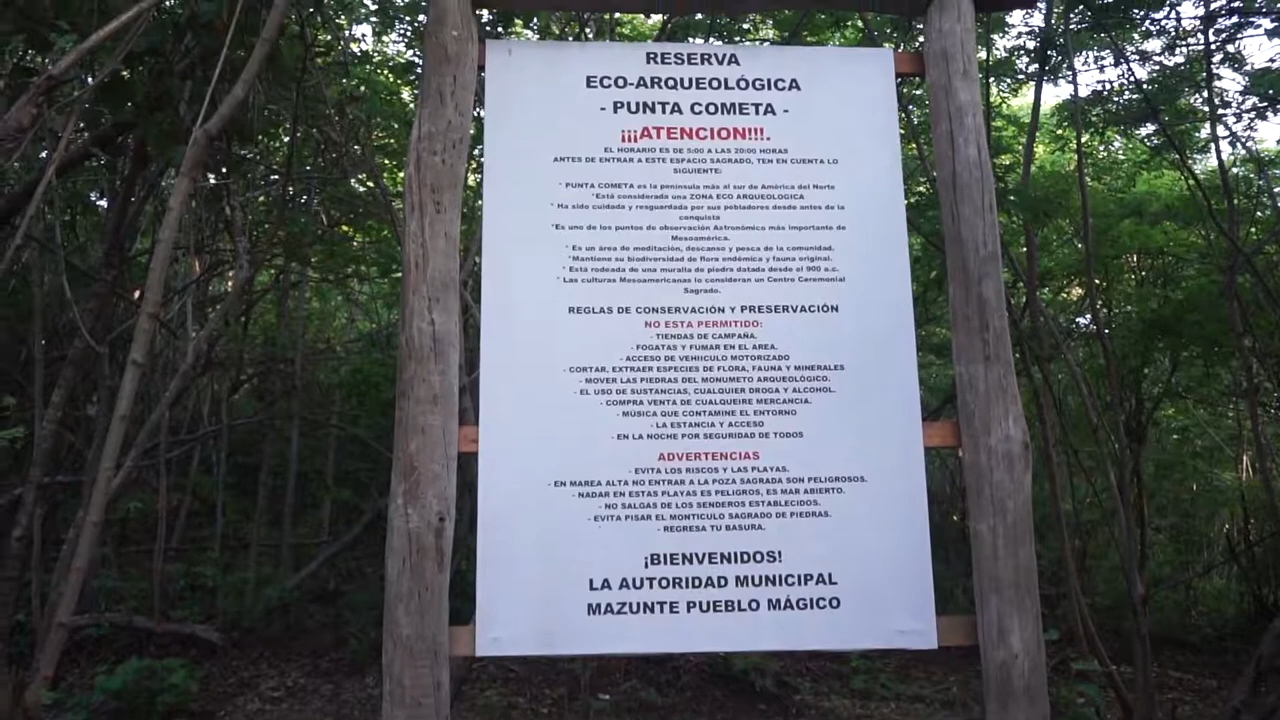 RESERVA
ECO-ARQUEOLÓGICA
- PUNTA COMETA -
¡¡¡ATENCION!!!.
EL HORARIO ES DE 5:00 A LAS 20:00 HORAS
ANTES DE ENTRAR A ESTE ESPACIO SAGRADO, TEN EN CUENTA LO
SIGUIENTE:
* PUNTA COMETA es la península más al sur de América del Norte
*Está considerada una ZONA ECO ARQUEOLOGICA
* Ha sido cuidada y resguardada por sus pobladores desde antes de la
conquista
*Es uno de los puntos de observación Astronómico más importante de
Mesoamérica.
* Es un área de meditación, descanso y pesca de la comunidad.
*Mantiene su biodiversidad de flora endémica y fauna original.
* Está rodeada de una muralla de piedra datada desde el 900 a.c.
* Las culturas Mesoamericanas lo consideran un Centro Ceremonial
Sagrado.
REGLAS DE CONSERVACIÓN Y PRESERVACIÓN
NO ESTA PERMITIDO:
- TIENDAS DE CAMPAÑA.
- FOGATAS Y FUMAR EN EL AREA.
- ACCESO DE VEHIICULO MOTORIZADO
- CORTAR, EXTRAER ESPECIES DE FLORA, FAUNA Y MINERALES
- MOVER LAS PIEDRAS DEL MONUMETO ARQUEOLÓGICO.
- EL USO DE SUSTANCIAS, CUALQUIER DROGA Y ALCOHOL.
- COMPRA VENTA DE CUALQUEIRE MERCANCIA.
- MÚSICA QUE CONTAMINE EL ENTORNO
- LA ESTANCIA Y ACCESO
- EN LA NOCHE POR SEGURIDAD DE TODOS
ADVERTENCIAS
- EVITA LOS RISCOS Y LAS PLAYAS.
- EN MAREA ALTA NO ENTRAR A LA POZA SAGRADA SON PELIGROSOS.
- NADAR EN ESTAS PLAYAS ES PELIGROS, ES MAR ABIERTO.
- NO SALGAS DE LOS SENDEROS ESTABLECIDOS.
- EVITA PISAR EL MONTICULO SAGRADO DE PIEDRAS.
- REGRESA TU BASURA.
¡BIENVENIDOS!
LA AUTORIDAD MUNICIPAL
MAZUNTE PUEBLO MÁGICO